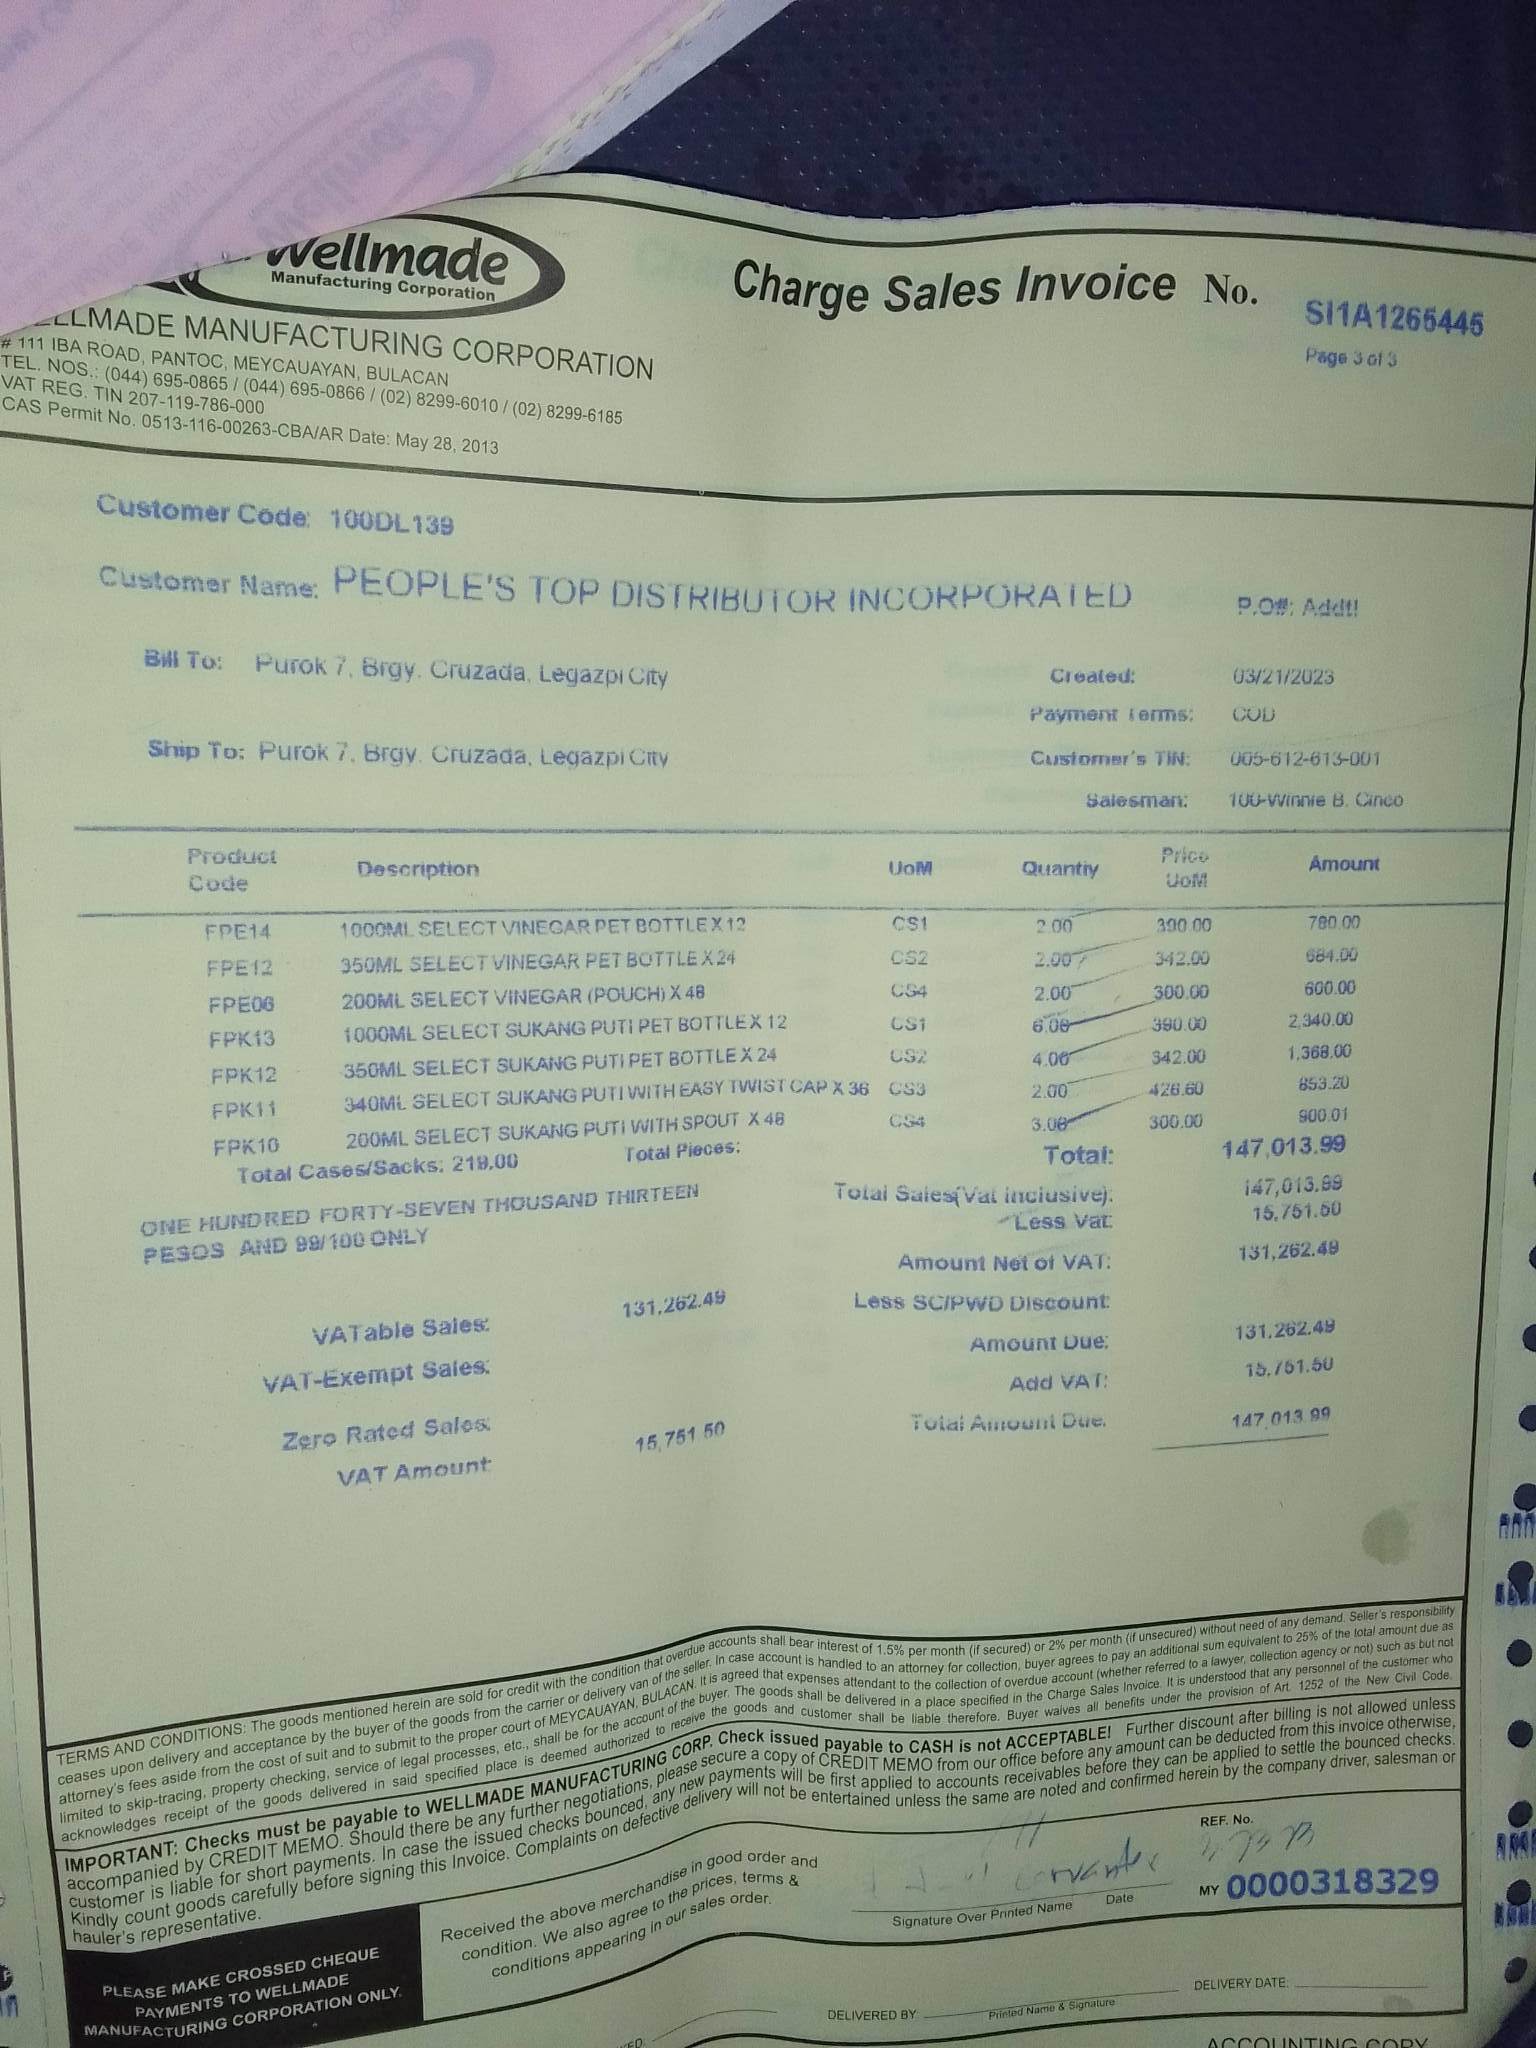 Wellmade
Manufacturing Corporation
Charge Sales Invoice No. SI1A1265445
Page 3 of 3
WELLMADE MANUFACTURING CORPORATION
# 111 IBA ROAD, PANTOC, MEYCAUAYAN, BULACAN
TEL. NOS.: (044) 695-0865 / (044) 695-0866 / (02) 8299-6010 / (02) 8299-6185
VAT REG. TIN 207-119-786-000
CAS Permit No. 0513-116-00263-CBA/AR Date: May 28, 2013
Customer Code: 100DL139
Customer Name: PEOPLE'S TOP DISTRIBUTOR INCORPORATED
P.O#: Addtl
Bill To: Purok 7, Brgy. Cruzada, Legazpi City
Created: 03/21/2023
Payment Terms: COD
Ship To: Purok 7, Brgy. Cruzada, Legazpi City
Customer's TIN: 005-612-613-001
Salesman: 100-Winnie B. Cinco
Product Code Description UoM Quantiy Price UoM Amount
FPE14 1000ML SELECT VINEGAR PET BOTTLE X 12 CS1 2.00 390.00 780.00
FPE12 350ML SELECT VINEGAR PET BOTTLE X 24 CS2 2.00 342.00 684.00
FPE06 200ML SELECT VINEGAR (POUCH) X 48 CS4 2.00 300.00 600.00
FPK13 1000ML SELECT SUKANG PUTI PET BOTTLE X 12 CS1 6.00 390.00 2,340.00
FPK12 350ML SELECT SUKANG PUTI PET BOTTLE X 24 CS2 4.00 342.00 1,368.00
FPK11 340ML SELECT SUKANG PUTI WITH EASY TWIST CAP X 36 CS3 2.00 426.60 853.20
FPK10 200ML SELECT SUKANG PUTI WITH SPOUT X 48 CS4 3.00 300.00 900.01
Total Cases/Sacks: 219.00 Total Pieces: Total: 147,013.99
ONE HUNDRED FORTY-SEVEN THOUSAND THIRTEEN
PESOS AND 99/100 ONLY
Total Sales(Vat Inclusive): 147,013.99
Less Vat: 15,751.50
Amount Net of VAT: 131,262.49
Less SC/PWD Discount:
Amount Due: 131,262.49
Add VAT: 15,751.50
Total Amount Due: 147,013.99
VATable Sales: 131,262.49
VAT-Exempt Sales:
Zero Rated Sales:
VAT Amount: 15,751.50
TERMS AND CONDITIONS: The goods mentioned herein are sold for credit with the condition that overdue accounts shall bear interest of 1.5% per month (if secured) or 2% per month (if unsecured) without need of any demand. Seller's responsibility
ceases upon delivery and acceptance by the buyer of the goods from the carrier or delivery van of the seller. In case account is handled to an attorney for collection, buyer agrees to pay an additional sum equivalent to 25% of the total amount due as
attorney's fees aside from the cost of suit and to submit to the proper court of MEYCAUAYAN, BULACAN. It is agreed that expenses attendant to the collection of overdue account (whether referred to a lawyer, collection agency or not) such as but not
limited to skip-tracing, property checking, service of legal processes, etc., shall be for the account of the buyer. The goods shall be delivered in a place specified in the Charge Sales Invoice. It is understood that any personnel of the customer who
acknowledges receipt of the goods delivered in said specified place is deemed authorized to receive the goods and customer shall be liable therefore. Buyer waives all benefits under the provision of Art. 1252 of the New Civil Code.
IMPORTANT: Checks must be payable to WELLMADE MANUFACTURING CORP. Check issued payable to CASH is not ACCEPTABLE! Further discount after billing is not allowed unless
accompanied by CREDIT MEMO. Should there be any further negotiations, please secure a copy of CREDIT MEMO from our office before any amount can be deducted from this invoice otherwise,
customer is liable for short payments. In case the issued checks bounced, any new payments will be first applied to accounts receivables before they can be applied to settle the bounced checks.
Kindly count goods carefully before signing this Invoice. Complaints on defective delivery will not be entertained unless the same are noted and confirmed herein by the company driver, salesman or
hauler's representative.
PLEASE MAKE CROSSED CHEQUE
PAYMENTS TO WELLMADE
MANUFACTURING CORPORATION ONLY.
Received the above merchandise in good order and
condition. We also agree to the prices, terms &
conditions appearing in our sales order.
Signature Over Printed Name Date
REF. No.
MY 0000318329
DELIVERED BY
Printed Name & Signature
DELIVERY DATE:
ACCOUNTING COPY